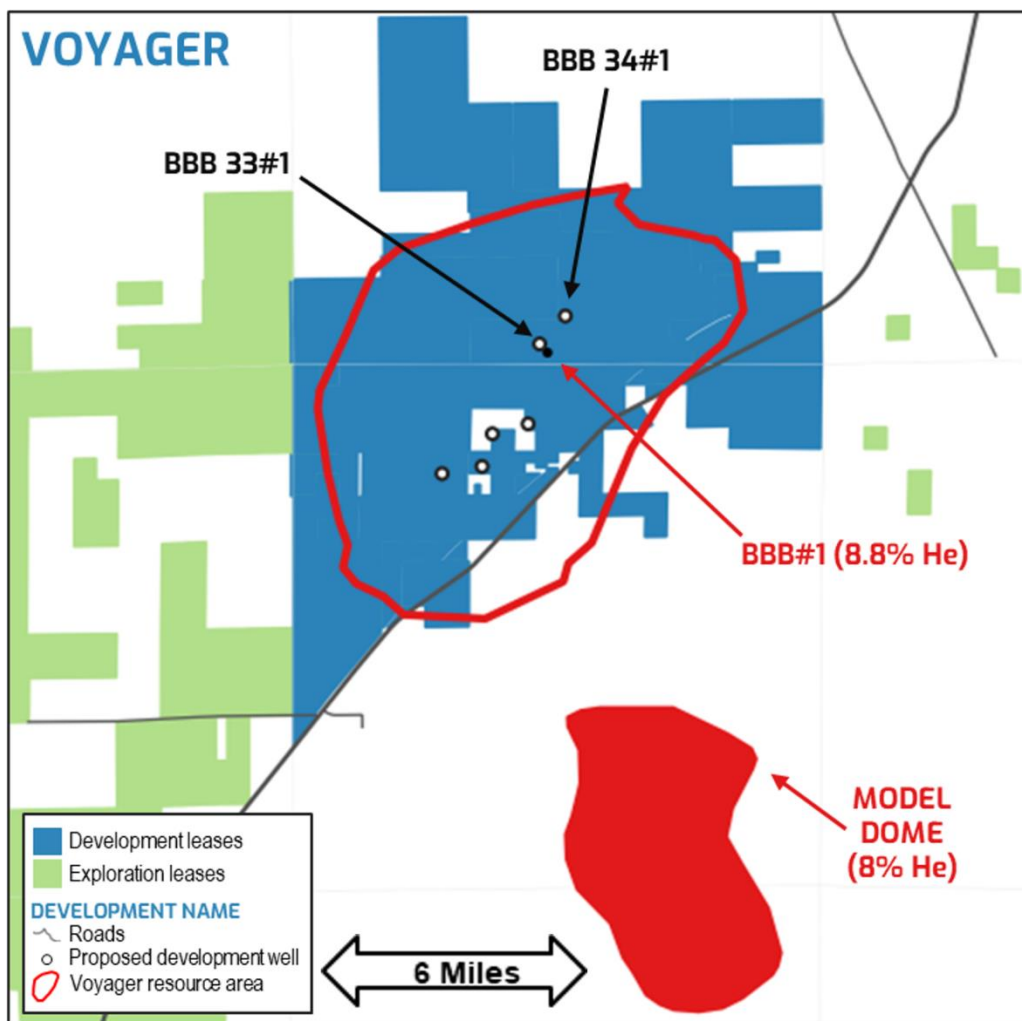 VOYAGER
BBB 34#1
BBB 33#1
BBB#1 (8.8% He)
MODEL
DOME
(8% He)
Development leases
Exploration leases
DEVELOPMENT NAME
Roads
Proposed development well
Voyager resource area
6 Miles